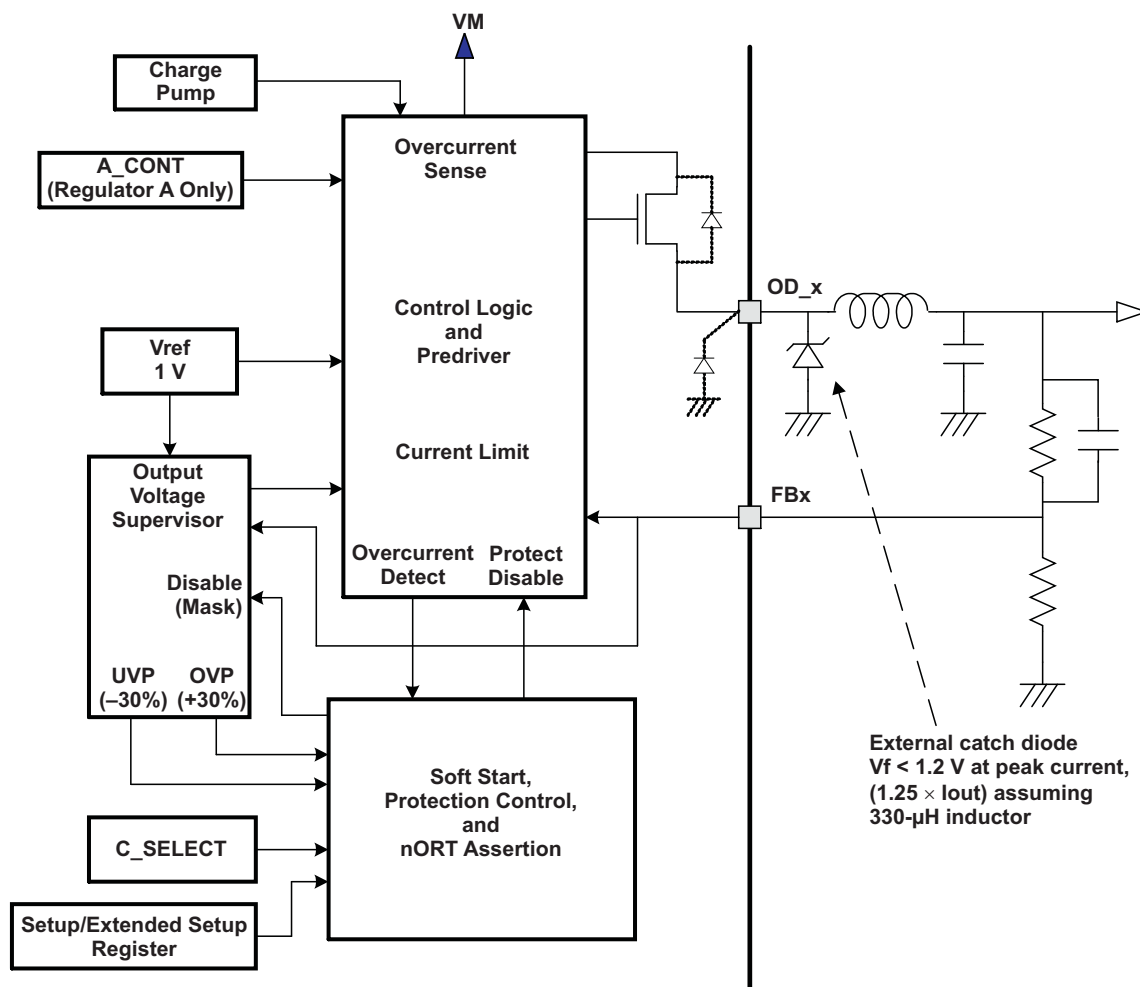 VM
Charge
Pump
A_CONT
(Regulator A Only)
Overcurrent
Sense
Control Logic
and
Predriver
Current Limit
Vref
1 V
Output
Voltage
Supervisor
Disable
(Mask)
UVP
(–30%)
OVP
(+30%)
Overcurrent
Detect
Protect
Disable
OD_x
FBx
Soft Start,
Protection Control,
and
nORT Assertion
C_SELECT
Setup/Extended Setup
Register
External catch diode
Vf < 1.2 V at peak current,
(1.25 × Iout) assuming
330-µH inductor